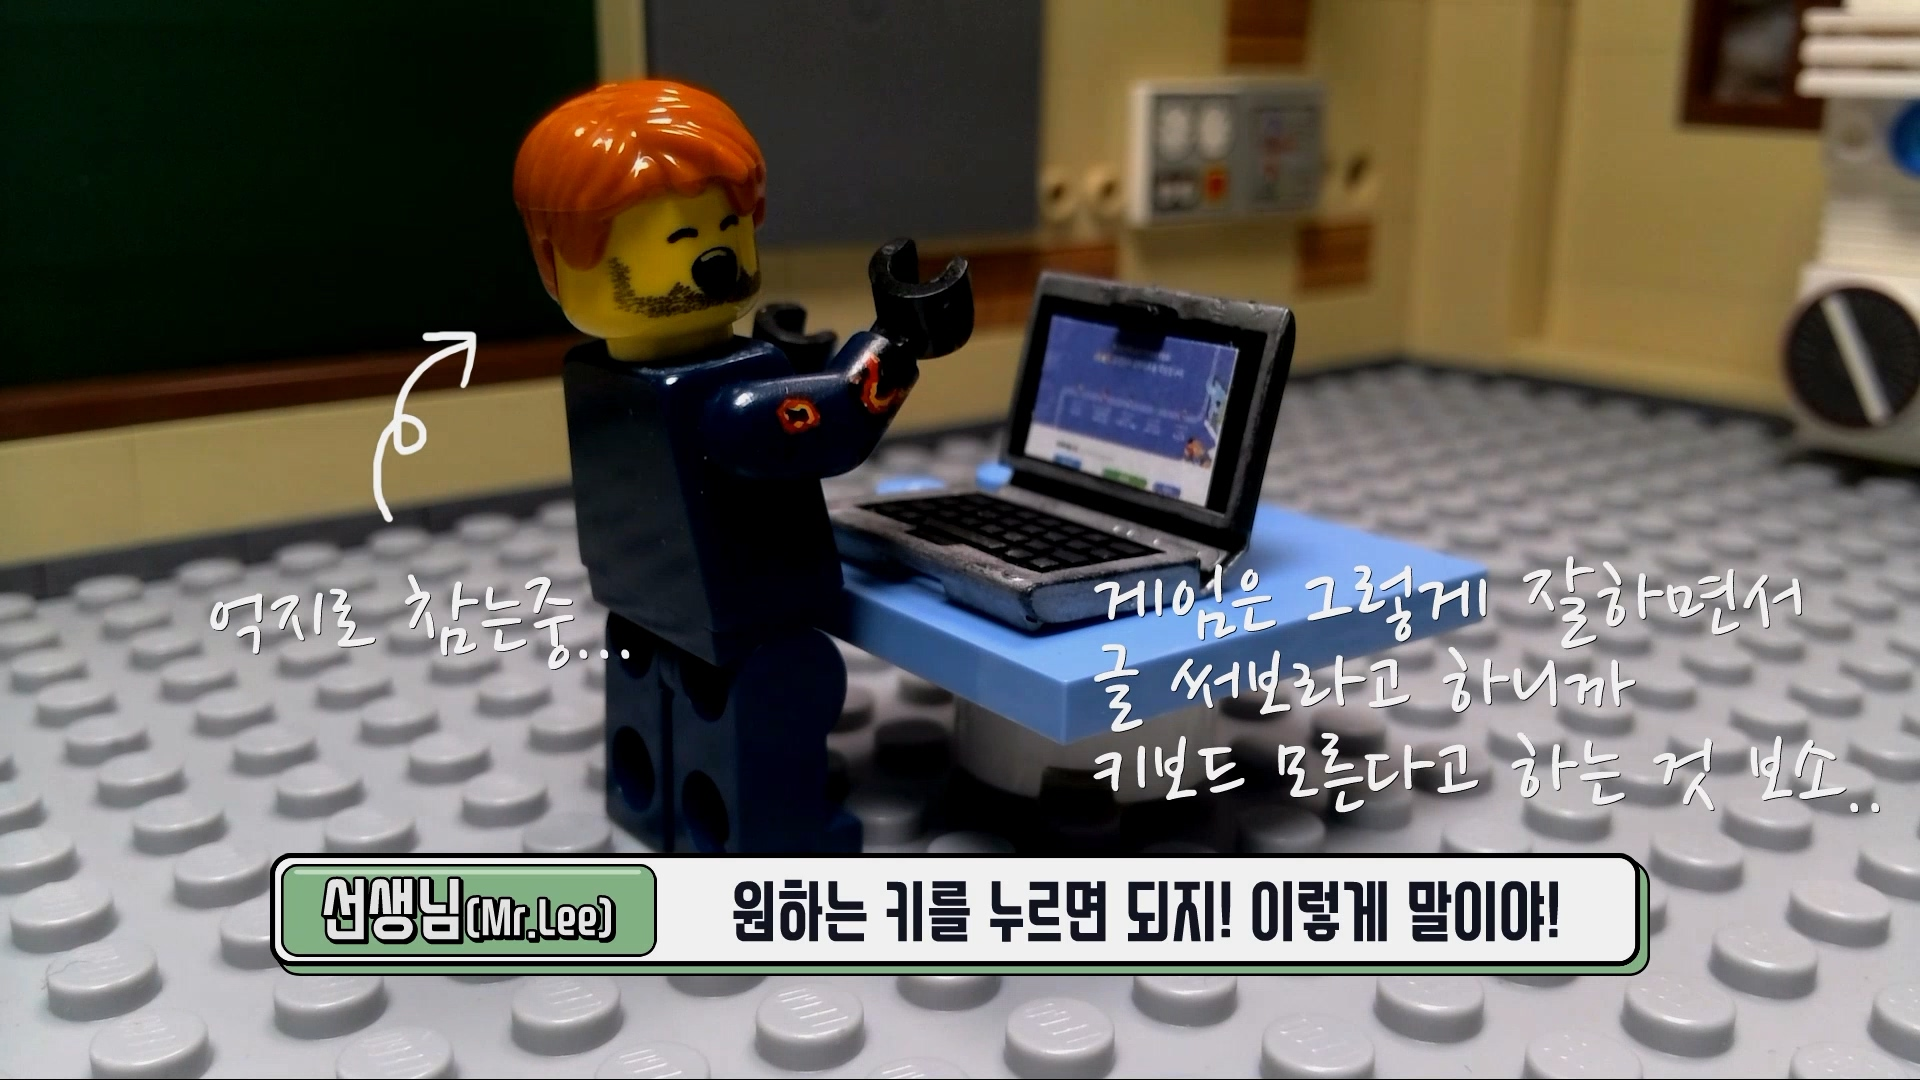 억지로 참는중...
게임은 그렇게 잘하면서
글 써보라고 하니까
키보드 모른다고 하는 것 보소..
선생님(Mr.Lee)
원하는 키를 누르면 되지! 이렇게 말이야!